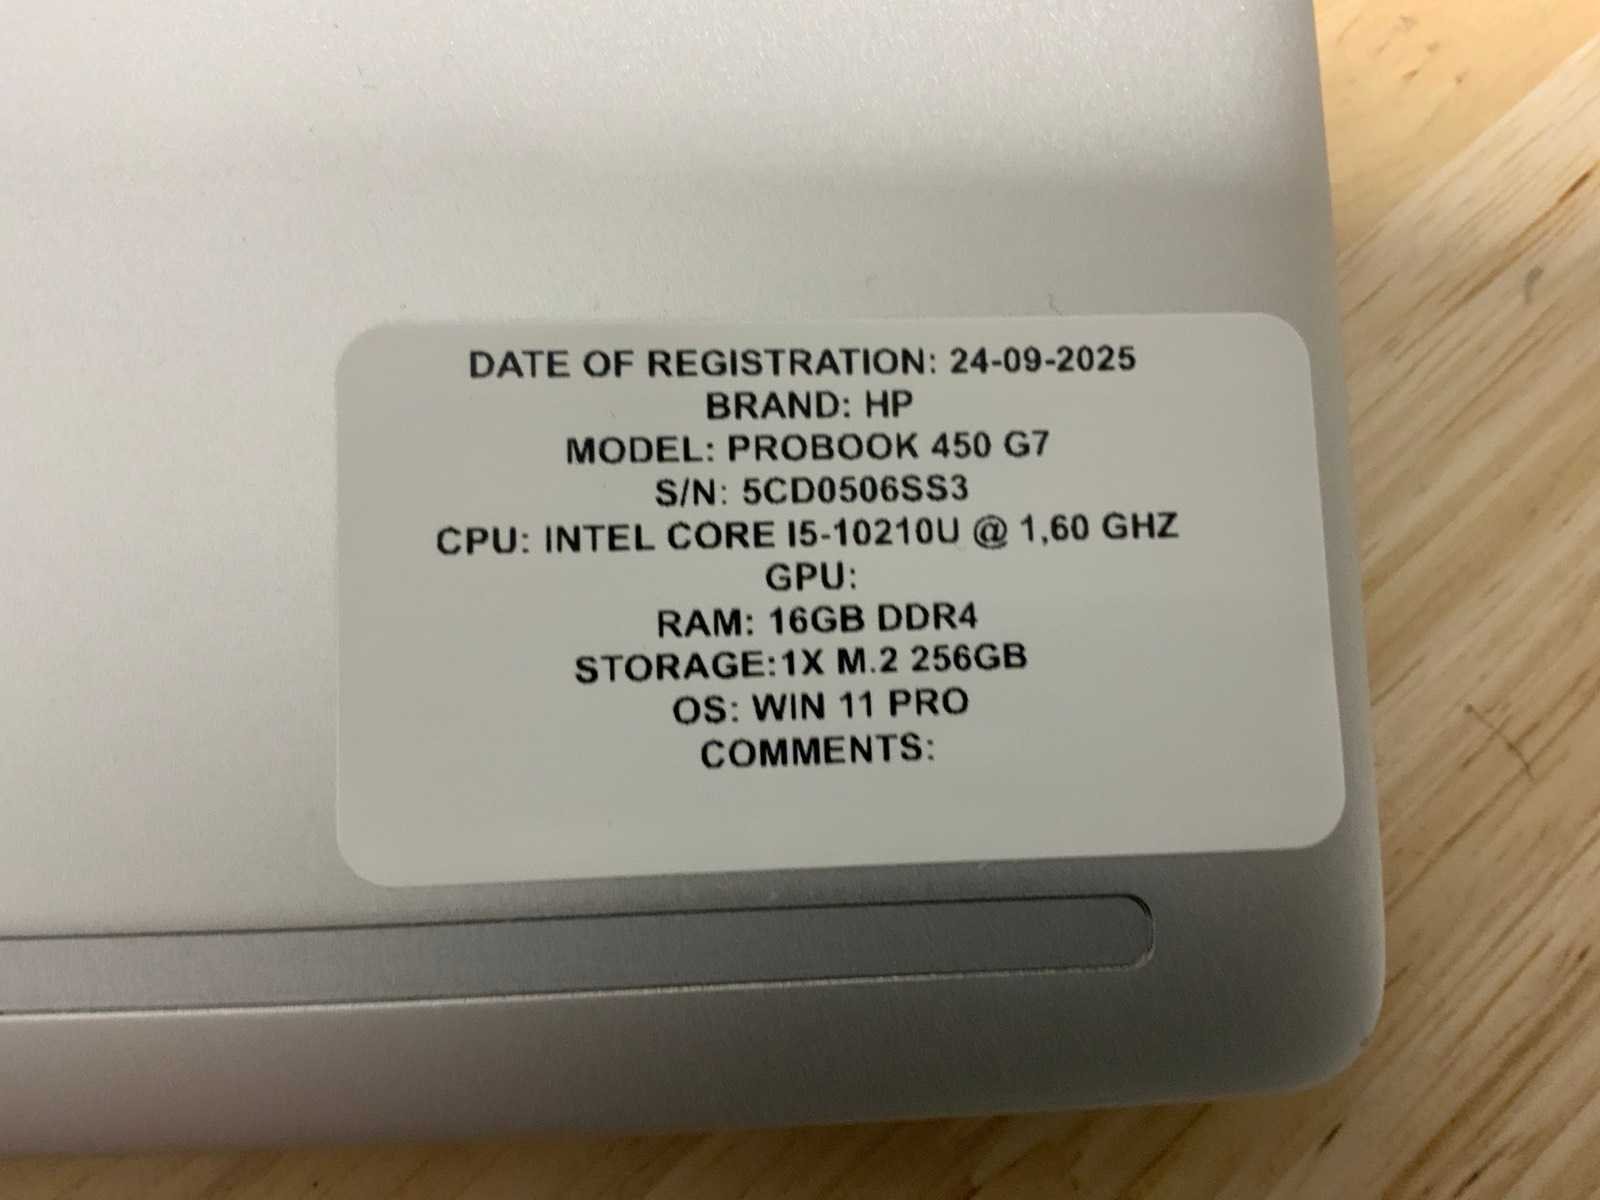 DATE OF REGISTRATION: 24-09-2025
BRAND: HP
MODEL: PROBOOK 450 G7
S/N: 5CD0506SS3
CPU: INTEL CORE I5-10210U @ 1,60 GHZ
GPU:
RAM: 16GB DDR4
STORAGE:1X M.2 256GB
OS: WIN 11 PRO
COMMENTS: